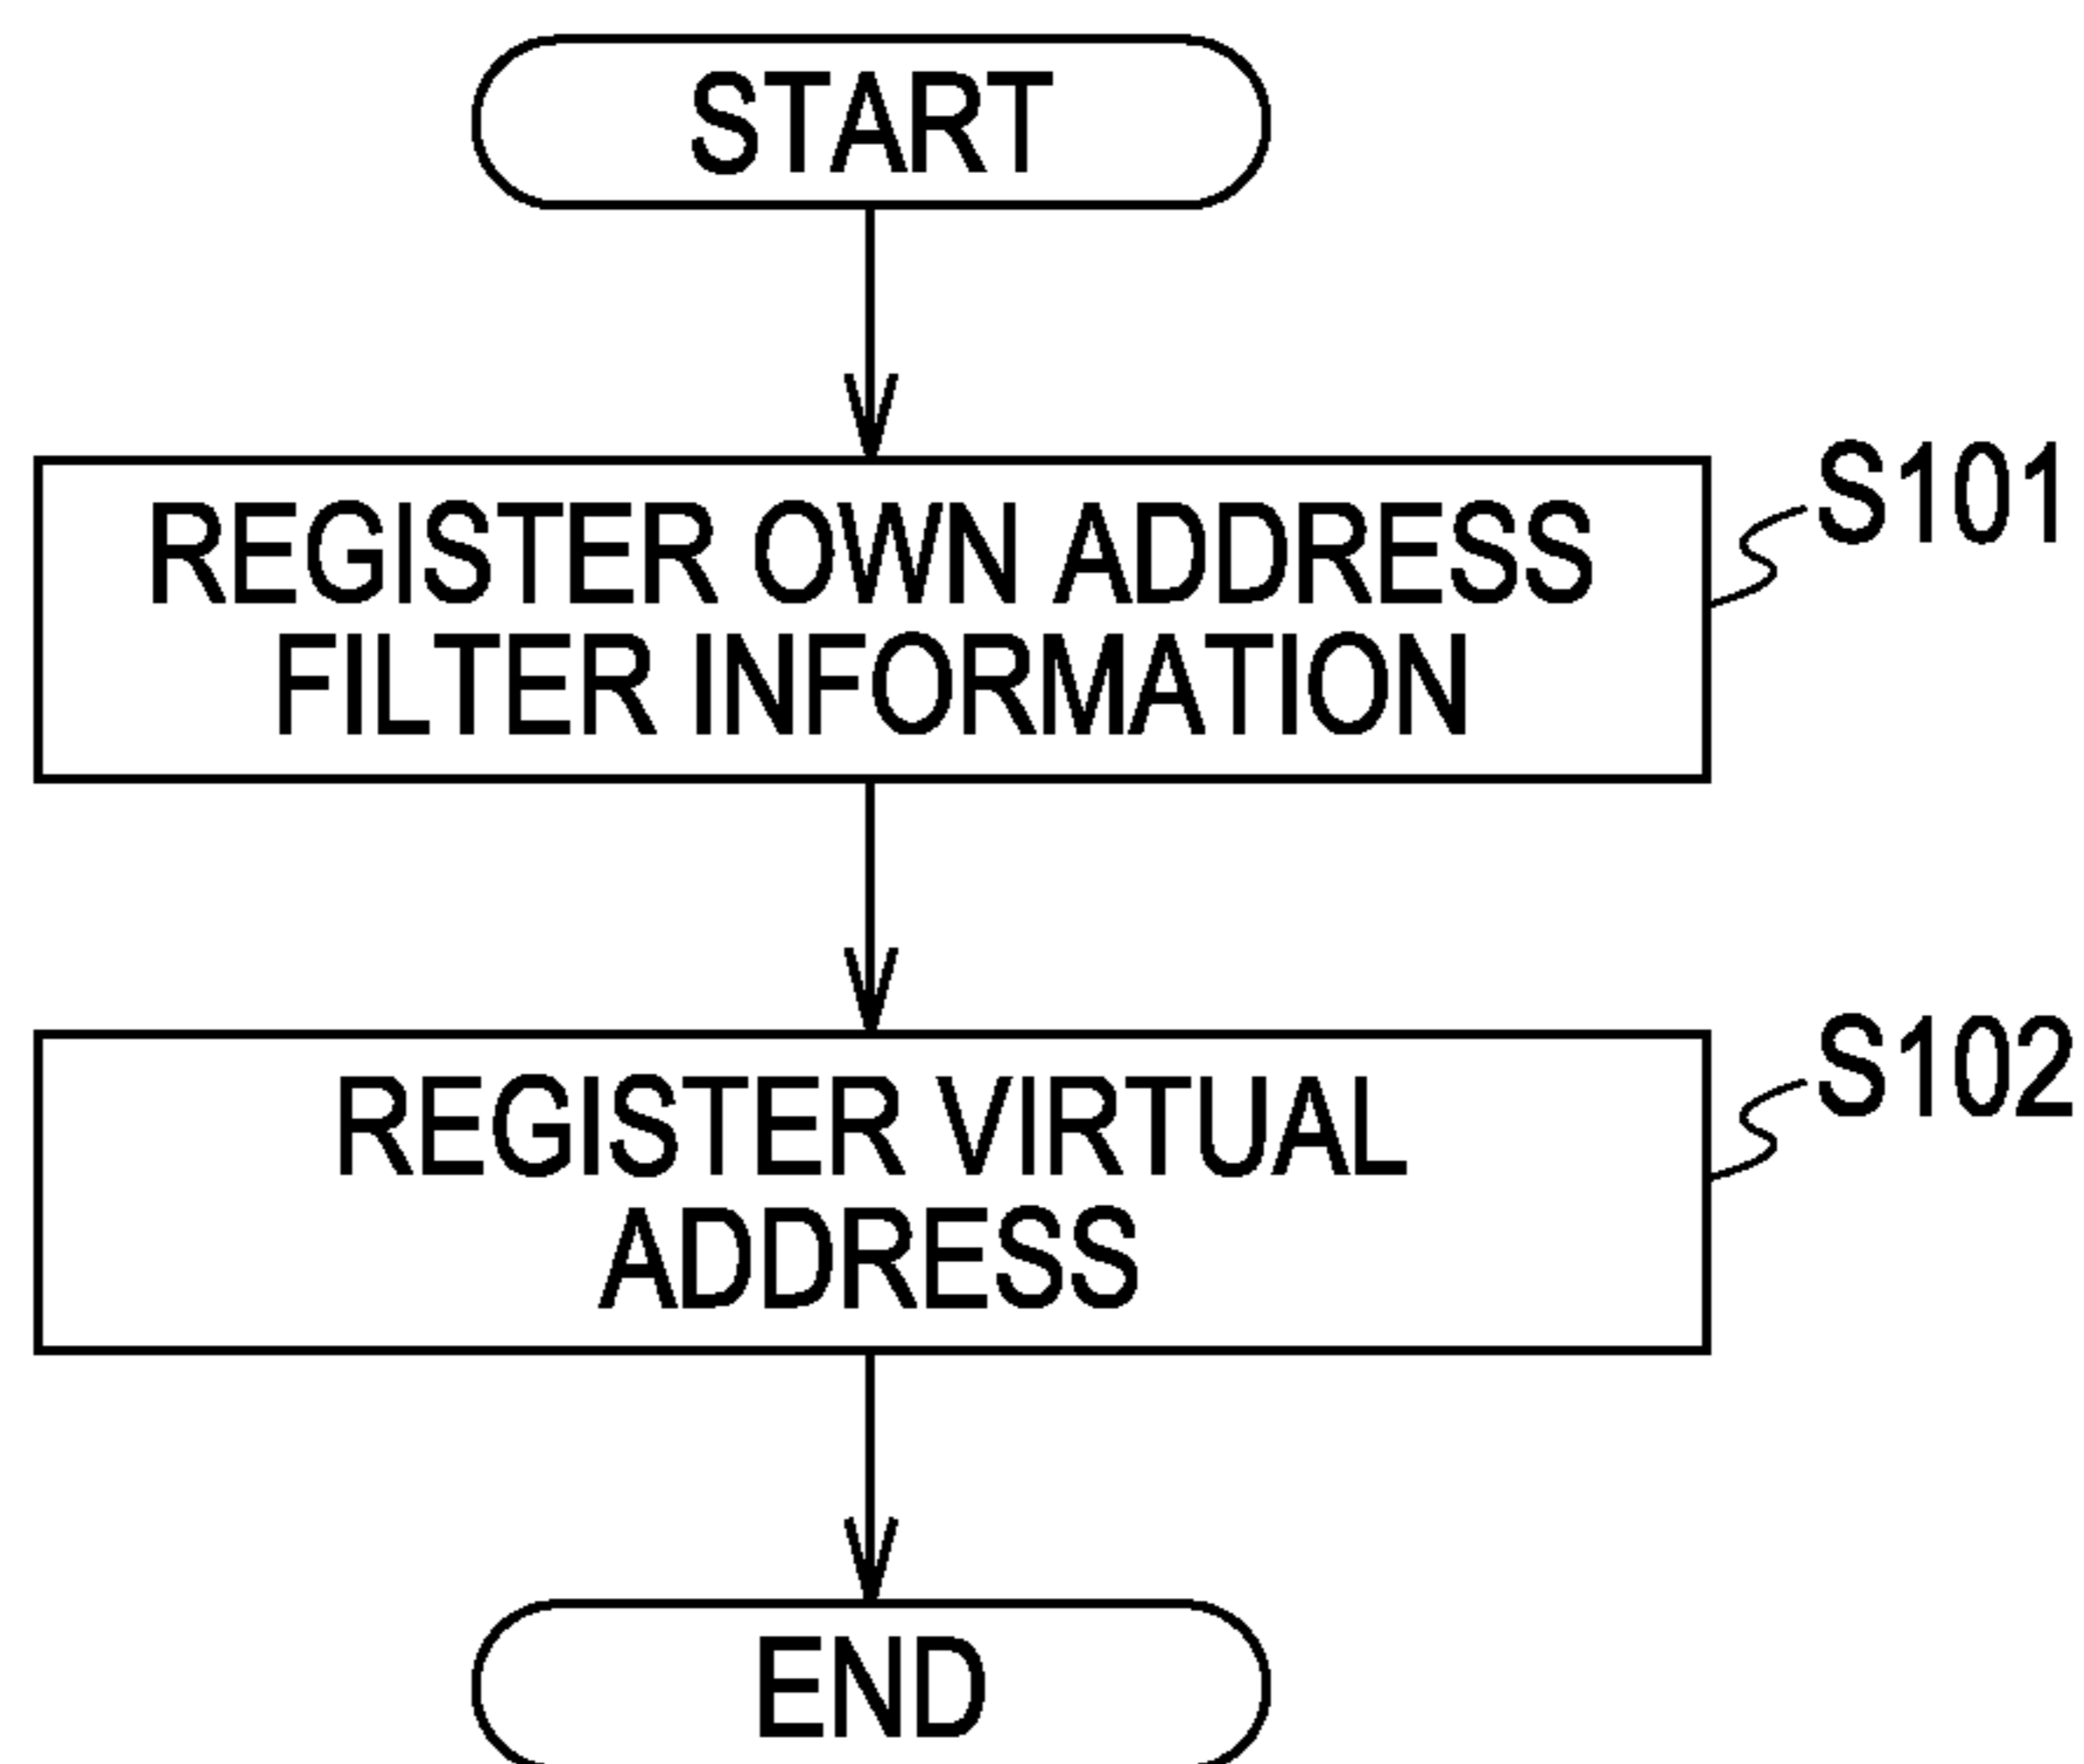 START
REGISTER OWN ADDRESS
FILTER INFORMATION
S101
REGISTER VIRTUAL
ADDRESS
S102
END